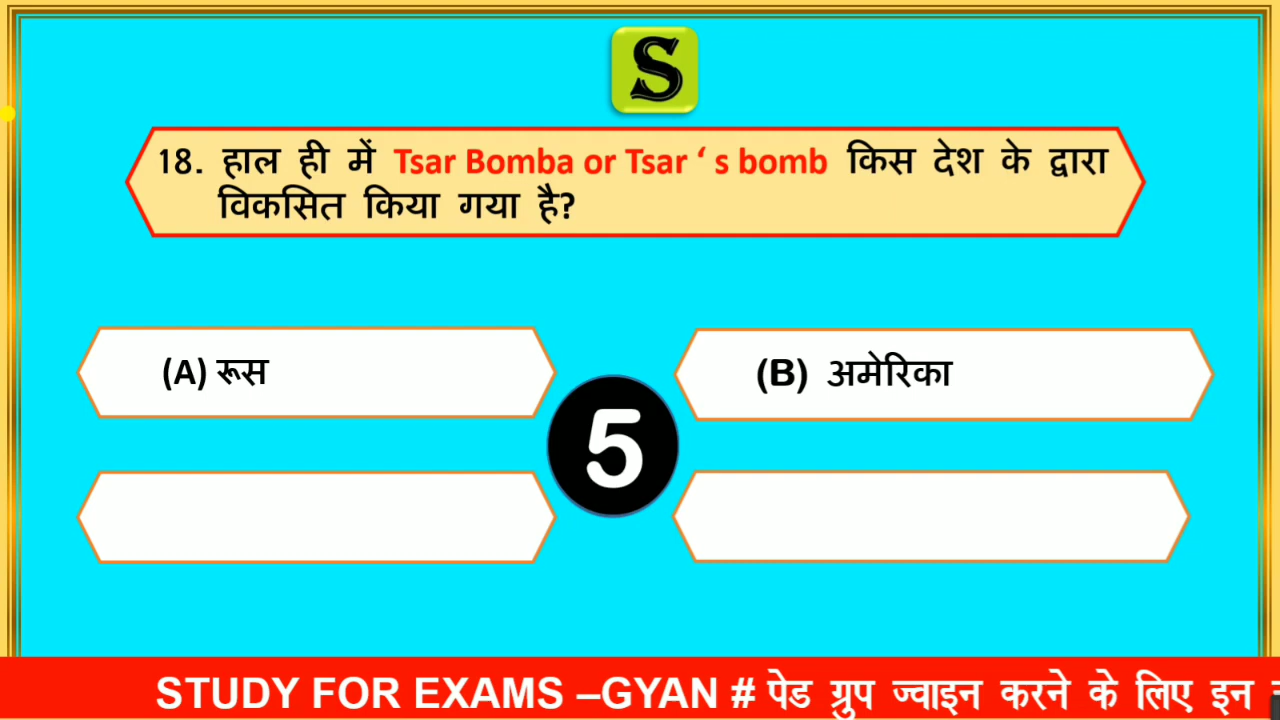 S
18. हाल ही में Tsar Bomba or Tsar ‘ s bomb किस देश के द्वारा
विकसित किया गया है?
(A) रूस
(B) अमेरिका
5
STUDY FOR EXAMS –GYAN # पेड ग्रुप ज्वाइन करने के लिए इन